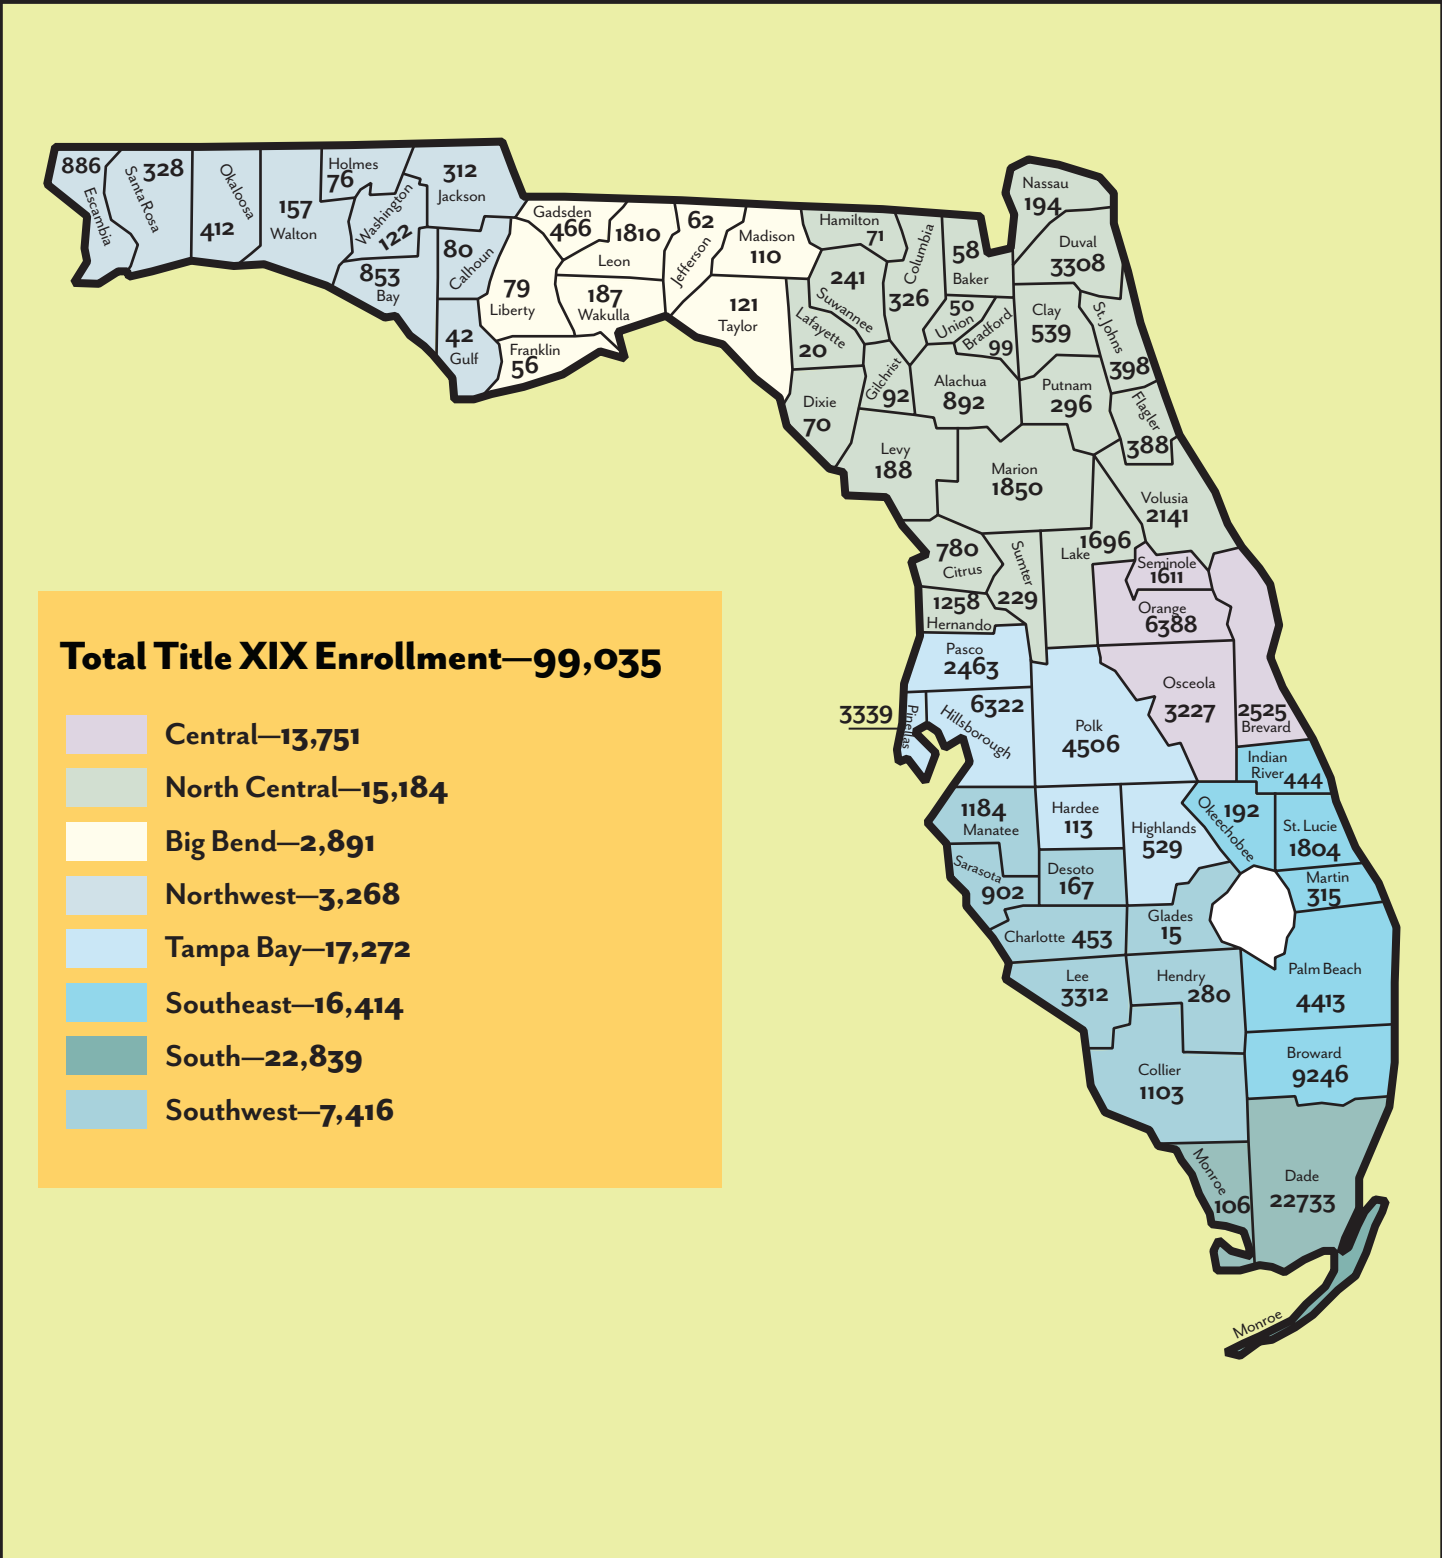 886
Escambia
Santa Rosa
328
Okaloosa
412
157
Walton
Holmes
76
Washington
122
312
Jackson
853
Bay
80
Calhoun
42
Gulf
Gadsden
466
79
Liberty
1810
Leon
187
Wakulla
Franklin
56
62
Jefferson
Madison
110
121
Taylor
Hamilton
71
241
Suwannee
Lafayette
20
Columbia
326
58
Baker
50
Union
Bradford
99
Nassau
194
Duval
3308
Clay
539
St. Johns
398
Gilchrist
92
Alachua
892
Putnam
296
Flagler
388
Dixie
70
Levy
188
Marion
1850
Volusia
2141
780
Citrus
Sumter
229
Lake
1696
Seminole
1611
Orange
6388
1258
Hernando
Pasco
2463
3339
Pinellas
6322
Hillsborough
Polk
4506
Osceola
3227
2525
Brevard
Indian
River
444
1184
Manatee
Hardee
113
Highlands
529
Okeechobee
192
St. Lucie
1804
Sarasota
902
Desoto
167
Martin
315
Charlotte 453
Glades
15
Lee
3312
Hendry
280
Palm Beach
4413
Collier
1103
Broward
9246
Monroe
106
Dade
22733
Monroe
Total Title XIX Enrollment—99,035
Central—13,751
North Central—15,184
Big Bend—2,891
Northwest—3,268
Tampa Bay—17,272
Southeast—16,414
South—22,839
Southwest—7,416